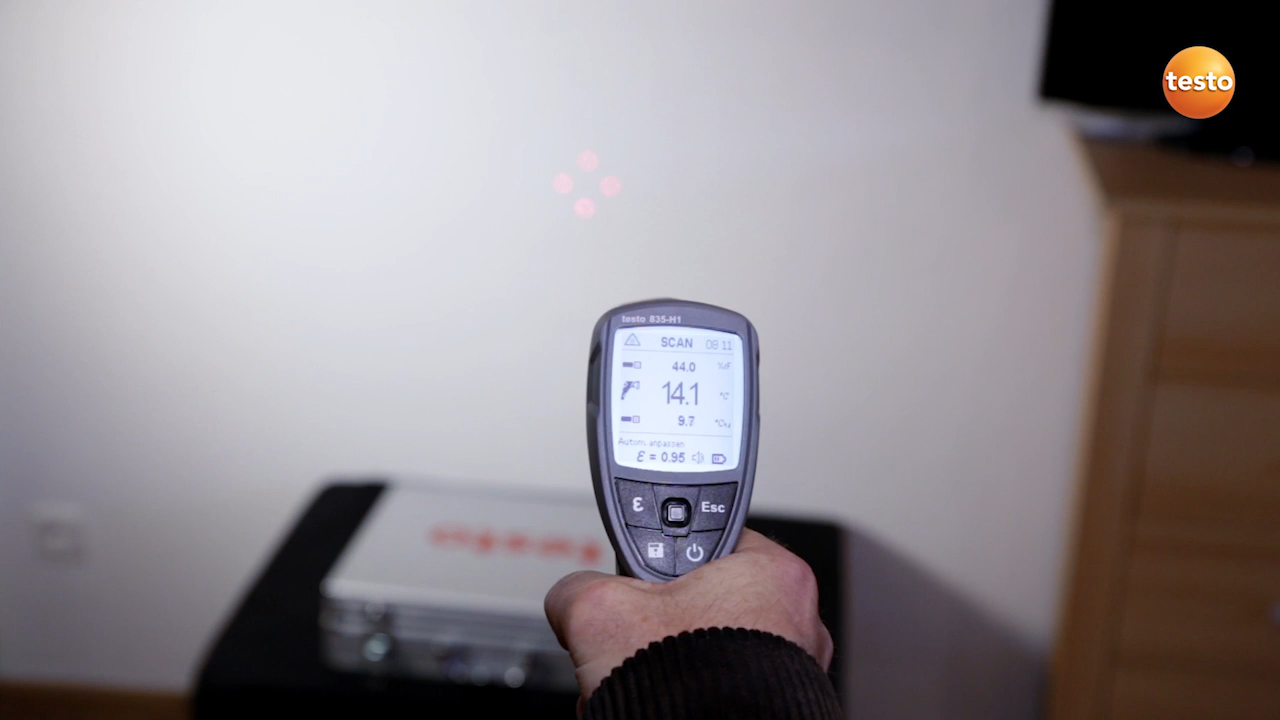 testo
testo 835-H1
SCAN 08 11
44.0 %rF
14.1 °C
9.7 °Ctd
Autom. anpassen
ε = 0.95
ε Esc
testo